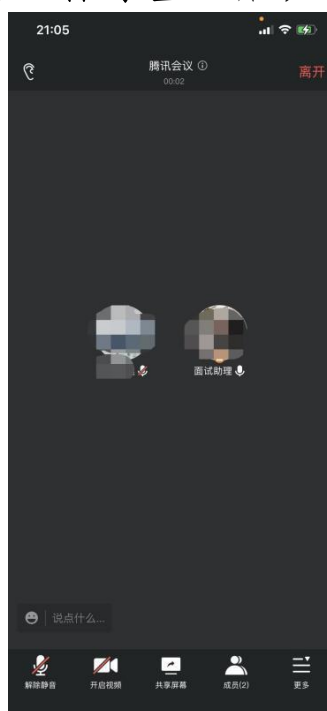 21:05
腾讯会议
00:02
离开
面试助理
说点什么...
解除静音
开启视频
共享屏幕
成员(2)
更多